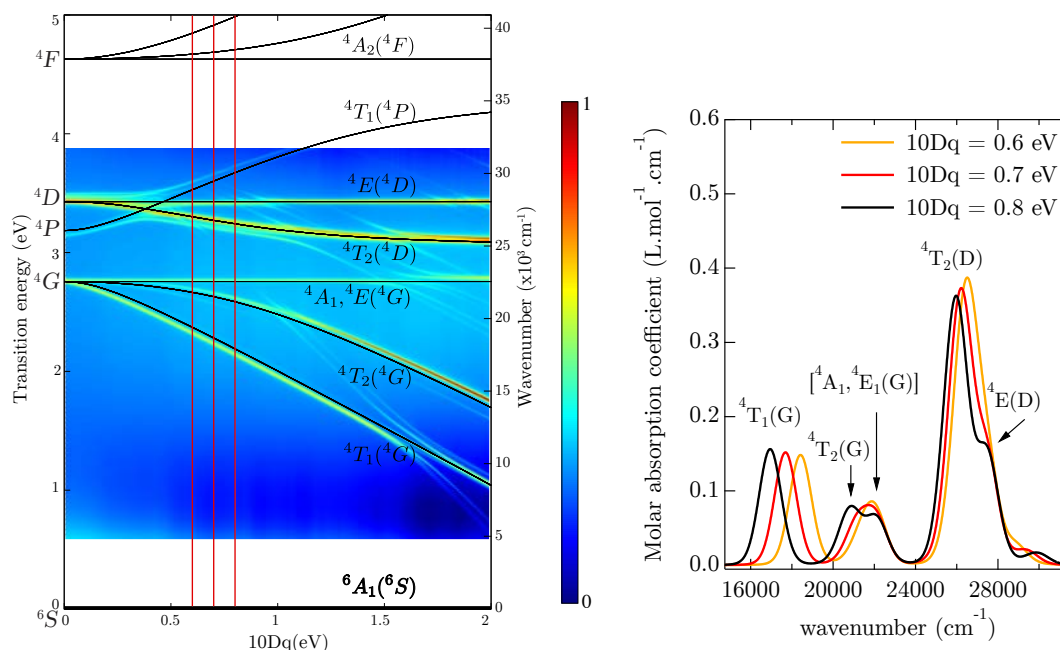 5
4
3
2
1
0
Transition energy (eV)
⁴F
⁴D
⁴P
⁴G
⁶S
⁴A₂(⁴F)
⁴T₁(⁴P)
⁴E(⁴D)
⁴T₂(⁴D)
⁴A₁,⁴E(⁴G)
⁴T₂(⁴G)
⁴T₁(⁴G)
⁶A₁(⁶S)
0 0.5 1 1.5 2
10Dq(eV)
40
35
30
25
20
15
10
5
0
Wavenumber (x10³ cm⁻¹)
1
0
Molar absorption coefficient (L.mol⁻¹.cm⁻¹)
0.6
0.5
0.4
0.3
0.2
0.1
0.0
10Dq = 0.6 eV
10Dq = 0.7 eV
10Dq = 0.8 eV
⁴T₂(D)
[⁴A₁,⁴E₁(G)]
⁴E(D)
⁴T₁(G)
⁴T₂(G)
16000 20000 24000 28000
wavenumber (cm⁻¹)